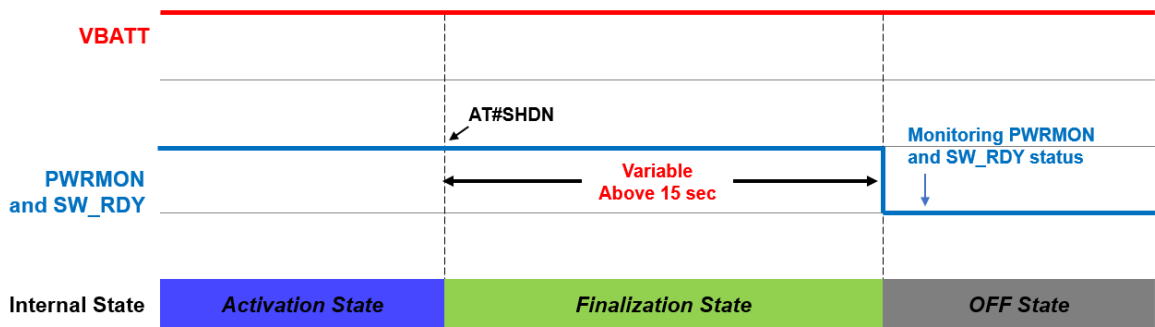 VBATT
AT#SHDN
Monitoring PWRMON
and SW_RDY status
PWRMON
and SW_RDY
Variable
Above 15 sec
Internal State
Activation State
Finalization State
OFF State